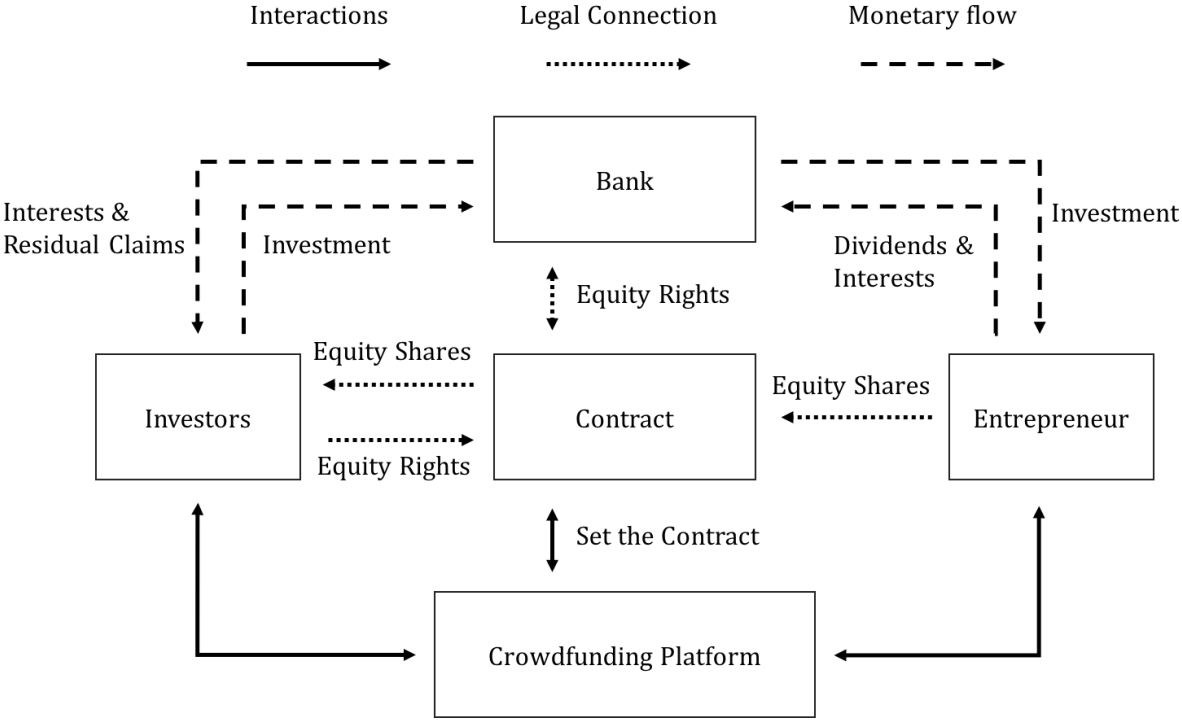 Interactions
Legal Connection
Monetary flow
Bank
Interests &
Residual Claims
Investment
Investment
Dividends &
Interests
Equity Rights
Equity Shares
Equity Shares
Investors
Contract
Entrepreneur
Equity Rights
Set the Contract
Crowdfunding Platform